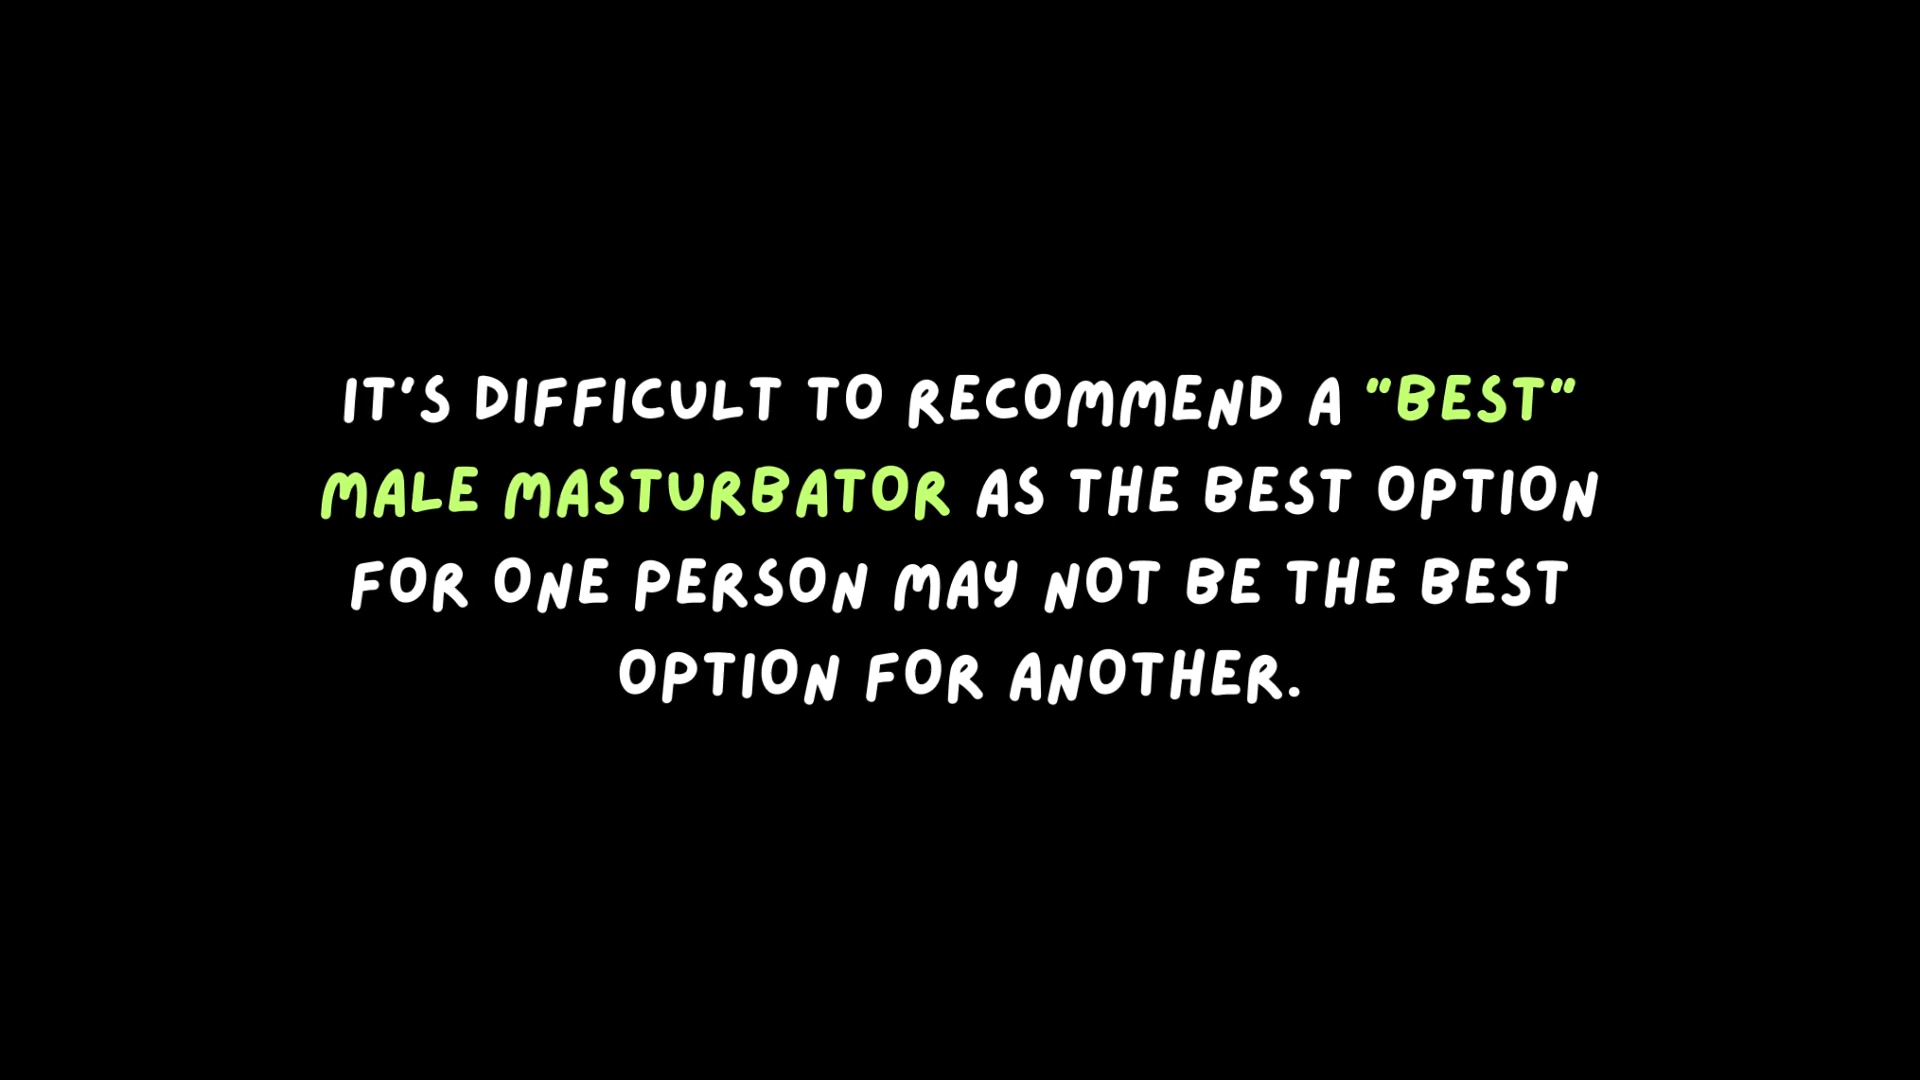 IT'S DIFFICULT TO RECOMMEND A "BEST"
MALE MASTURBATOR AS THE BEST OPTION
FOR ONE PERSON MAY NOT BE THE BEST
OPTION FOR ANOTHER.